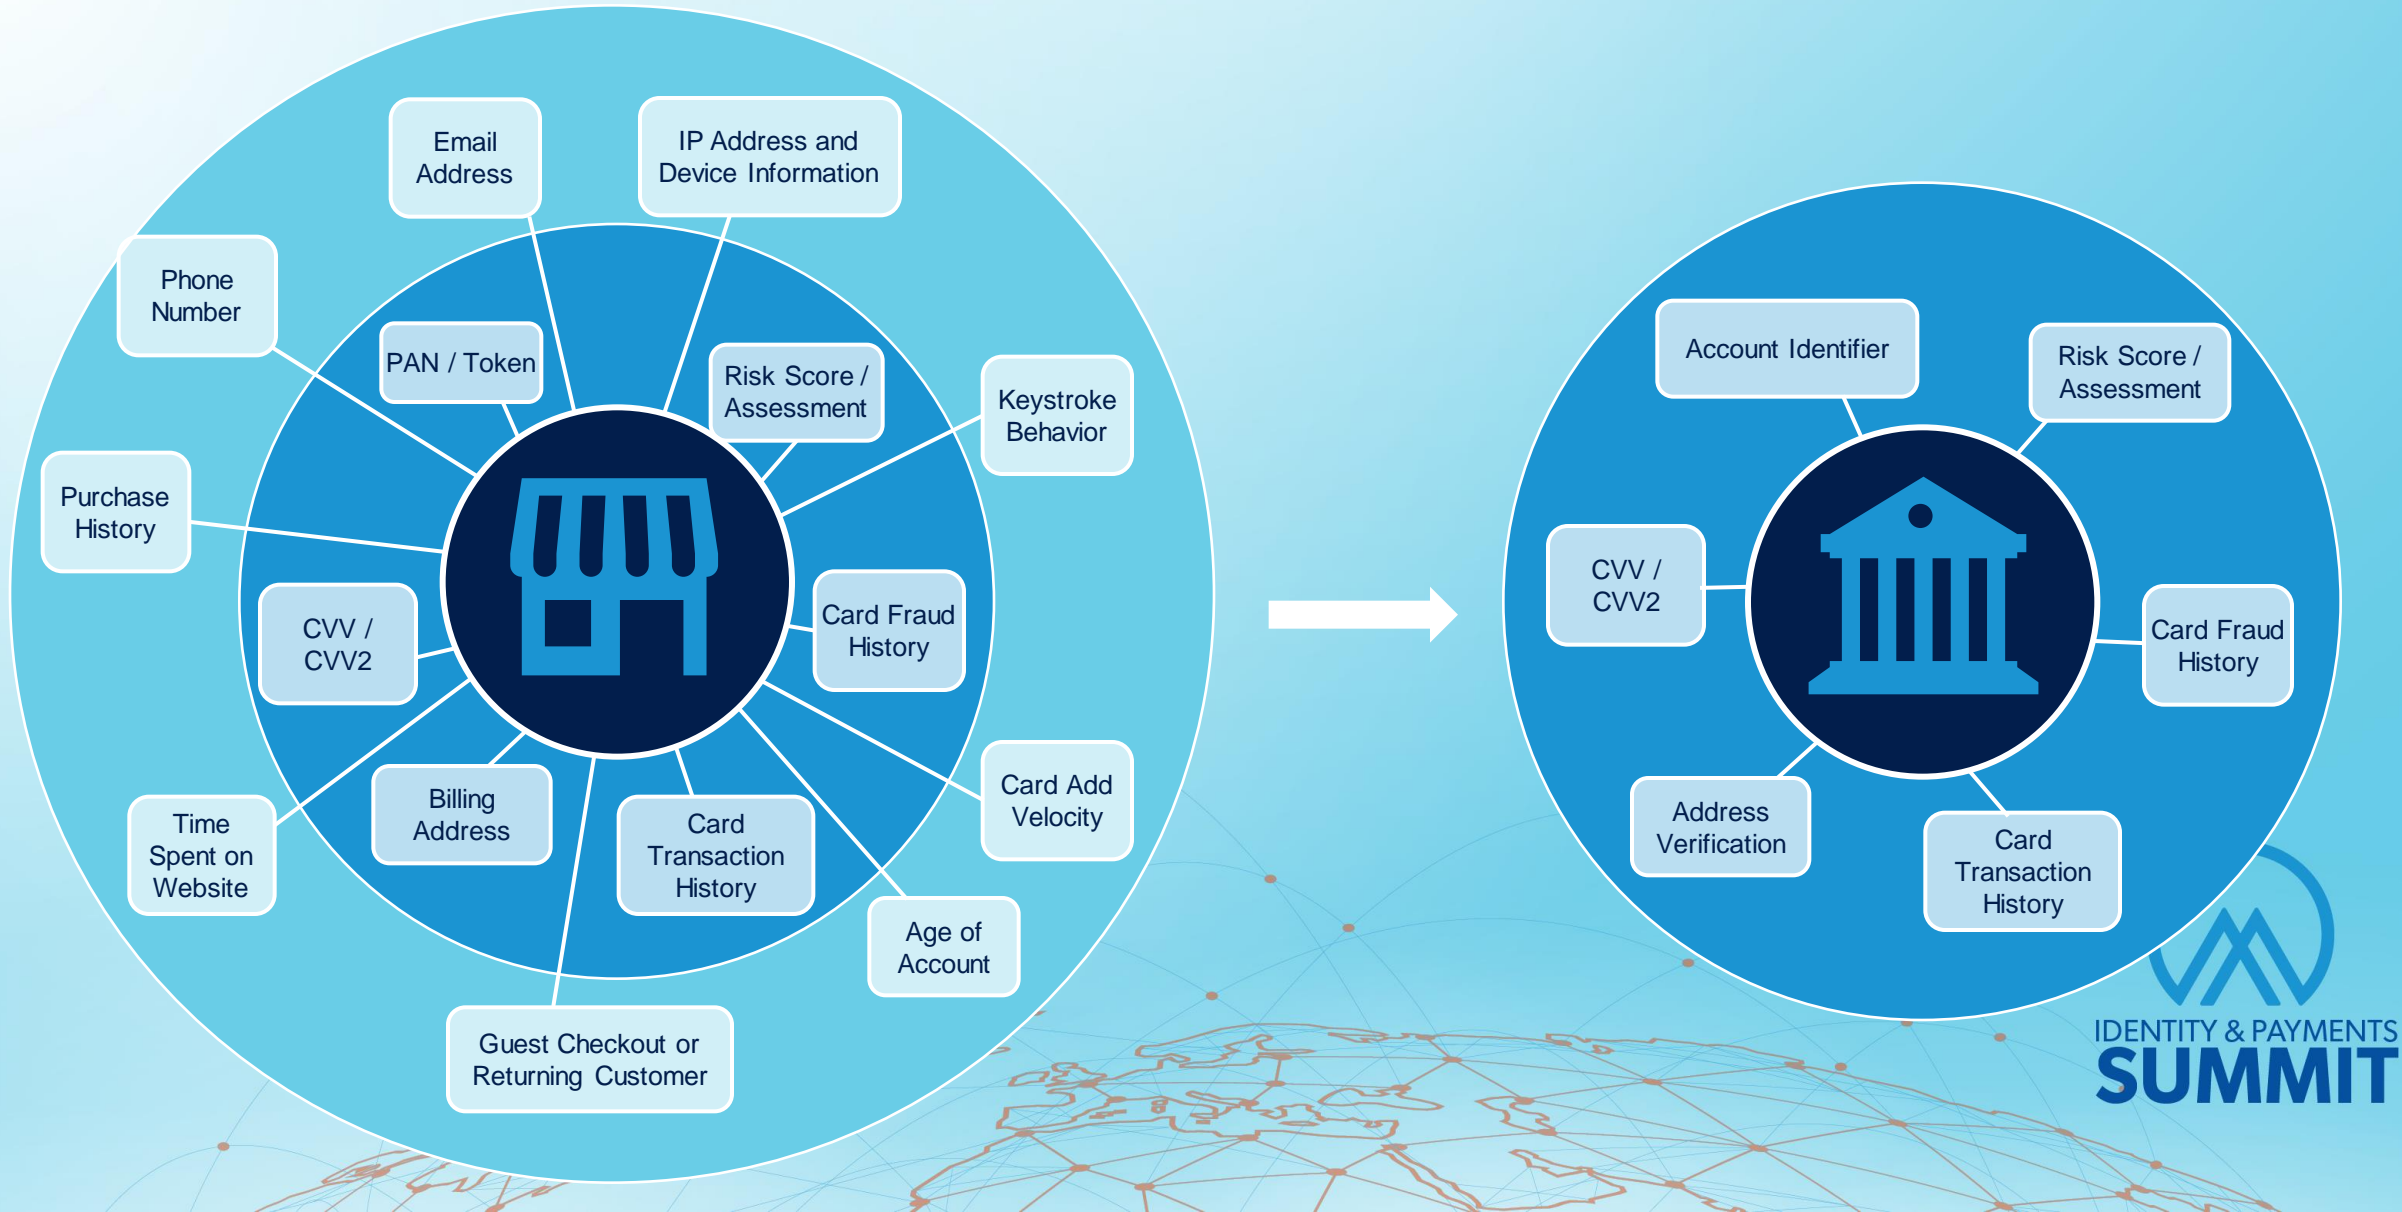 Email
Address
IP Address and
Device Information
Phone
Number
PAN / Token
Risk Score /
Assessment
Keystroke
Behavior
Purchase
History
CVV /
CVV2
Card Fraud
History
Time
Spent on
Website
Billing
Address
Card
Transaction
History
Card Add
Velocity
Age of
Account
Guest Checkout or
Returning Customer
Account Identifier
Risk Score /
Assessment
CVV /
CVV2
Card Fraud
History
Address
Verification
Card
Transaction
History
IDENTITY & PAYMENTS
SUMMIT